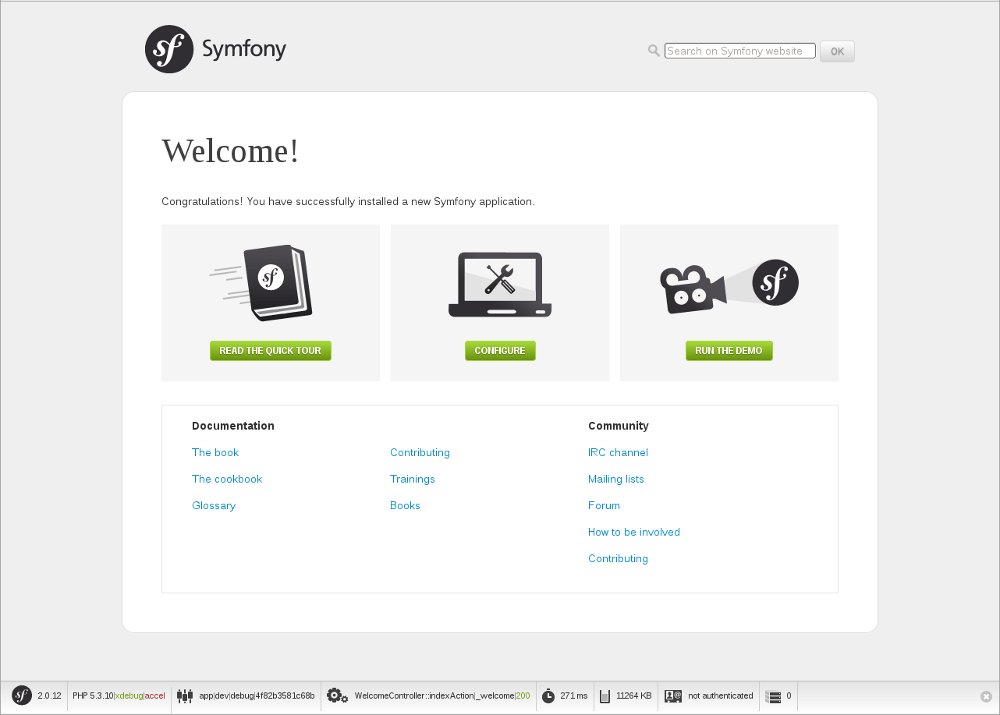 sf Symfony
Search on Symfony website OK
Welcome!
Congratulations! You have successfully installed a new Symfony application.
sf
sf
READ THE QUICK TOUR CONFIGURE RUN THE DEMO
Documentation Community
The book Contributing IRC channel
The cookbook Trainings Mailing lists
Glossary Books Forum
How to be involved
Contributing
sf 2.0.12 PHP 5.3.10|xdebug|accel app|dev|debug|4f82b3581c68b WelcomeController::indexAction|_welcome|200 271 ms 11264 KB not authenticated 0